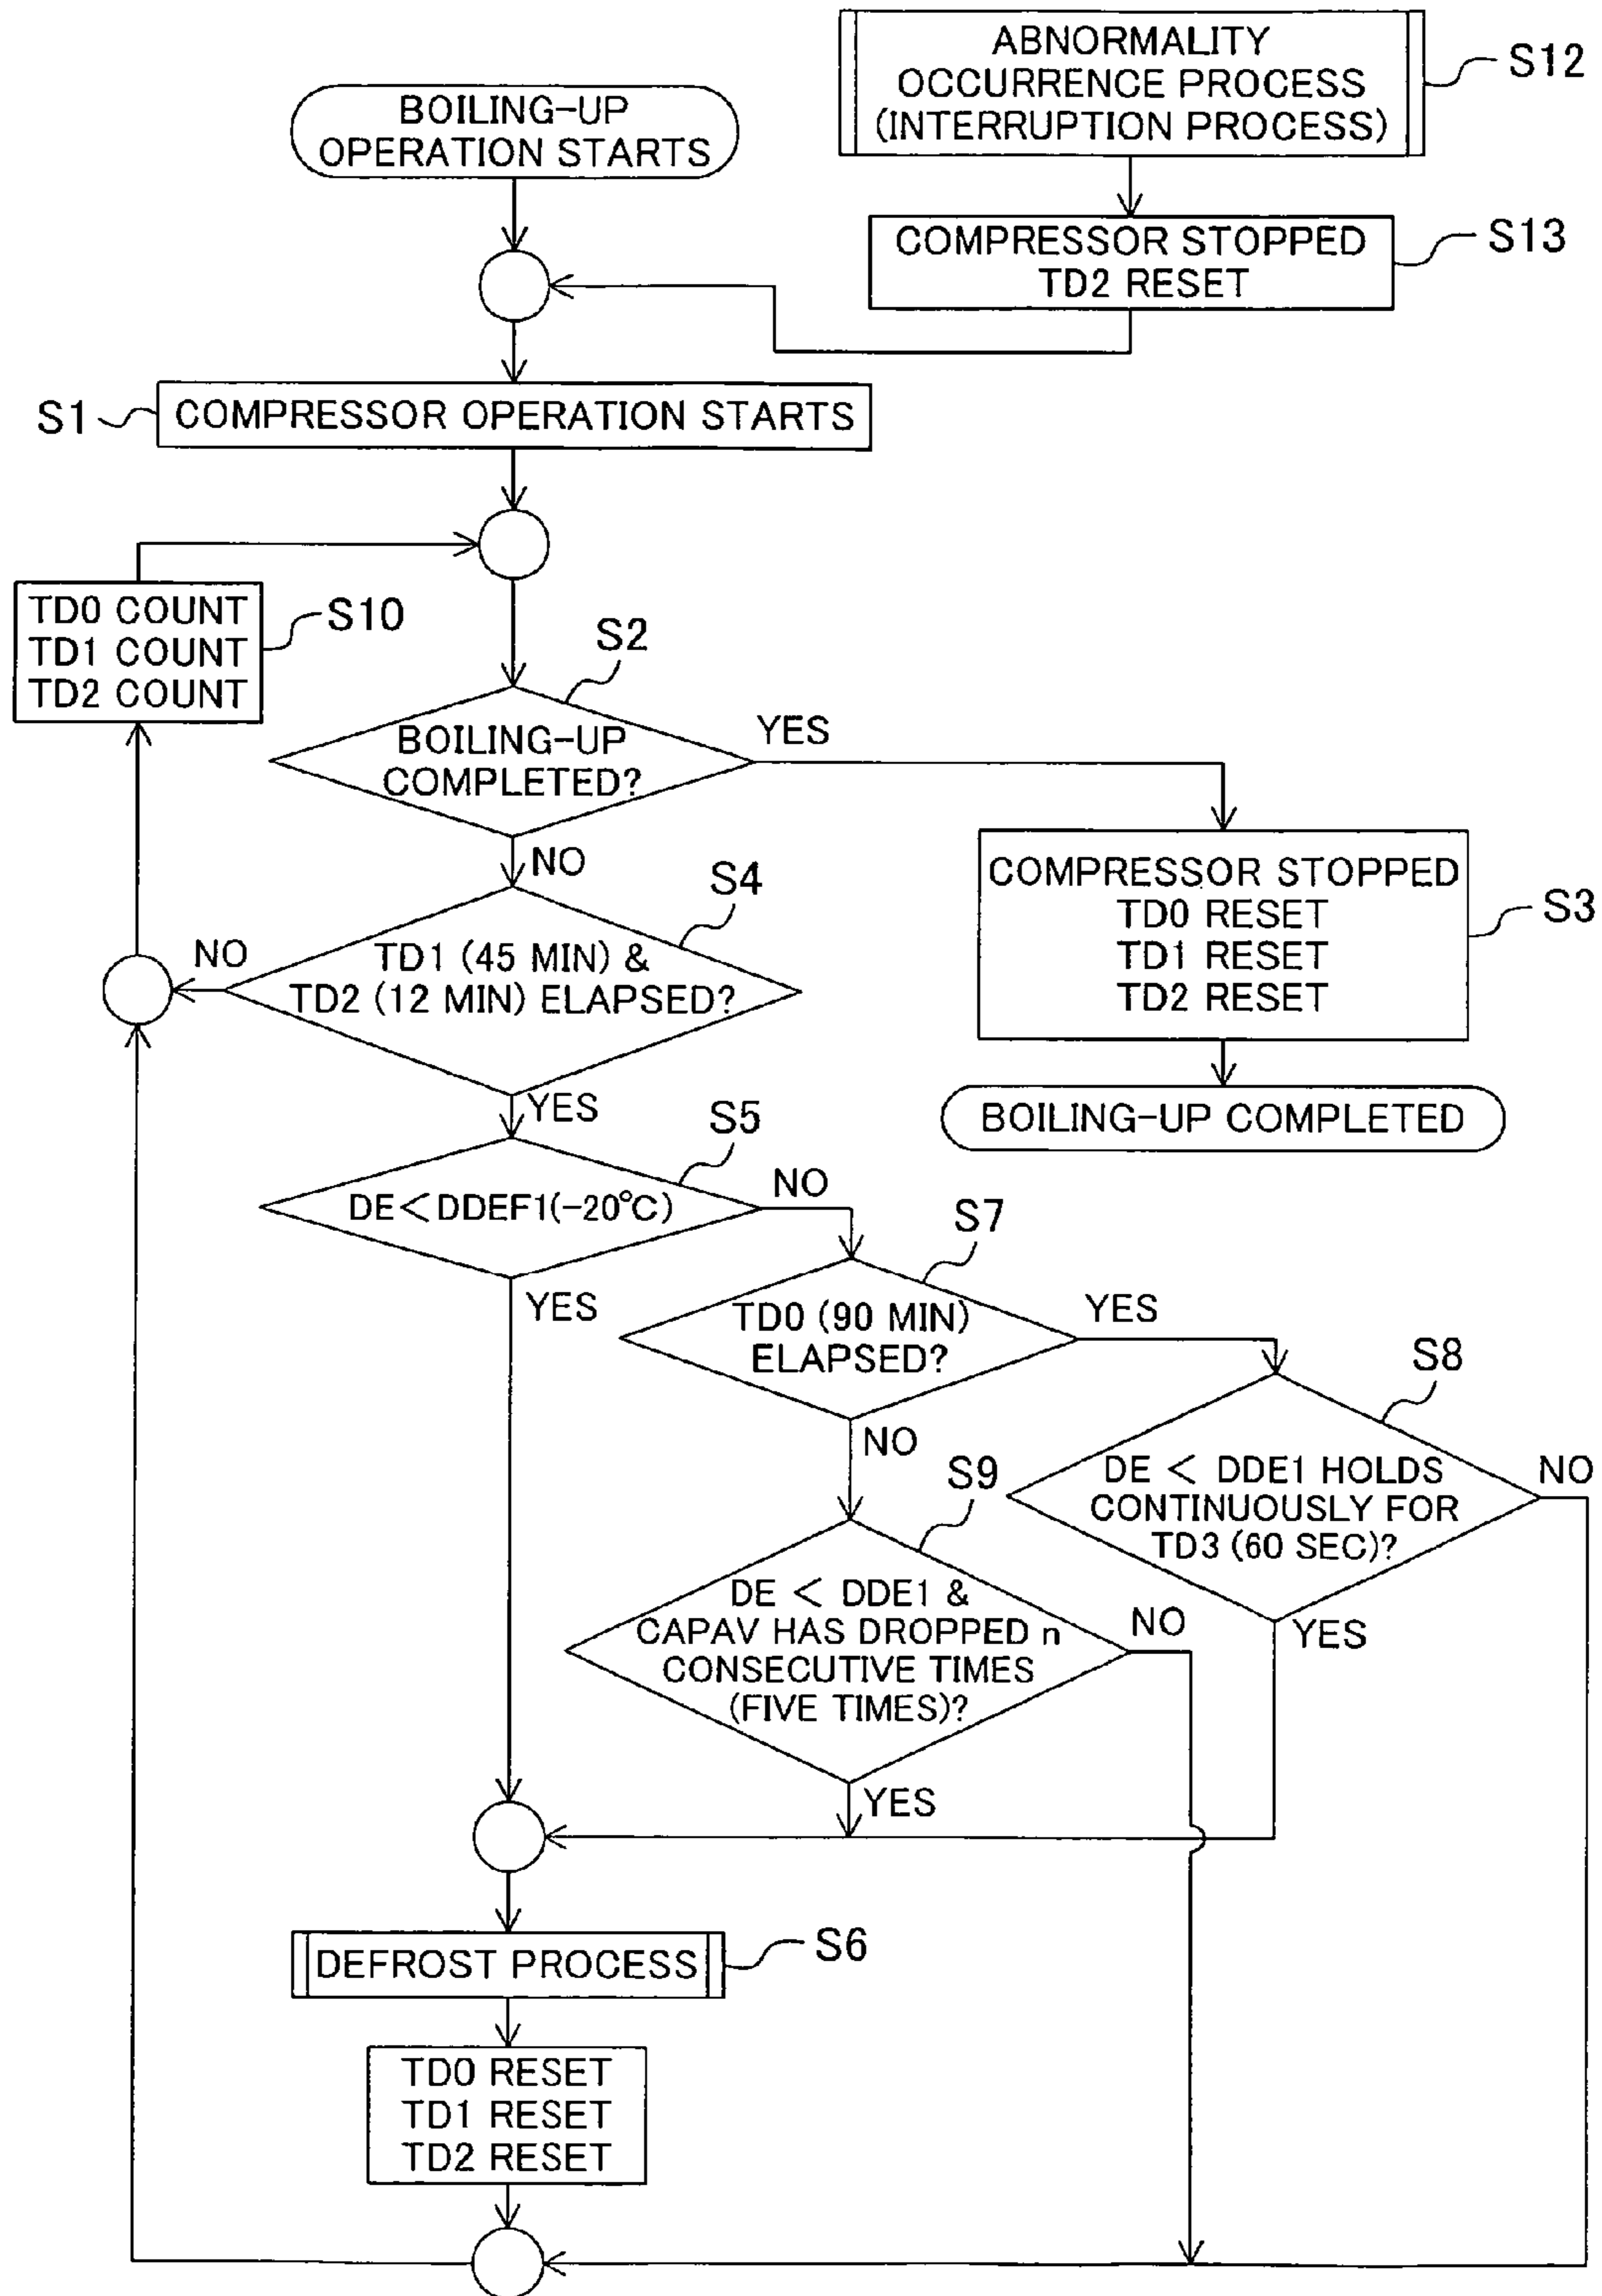 ABNORMALITY
OCCURRENCE PROCESS
(INTERRUPTION PROCESS)
S12
BOILING-UP
OPERATION STARTS
COMPRESSOR STOPPED
TD2 RESET
S13
S1
COMPRESSOR OPERATION STARTS
TD0 COUNT
TD1 COUNT
TD2 COUNT
S10
S2
BOILING-UP
COMPLETED?
YES
NO
COMPRESSOR STOPPED
TD0 RESET
TD1 RESET
TD2 RESET
S3
S4
NO
TD1 (45 MIN) &
TD2 (12 MIN) ELAPSED?
YES
BOILING-UP COMPLETED
S5
DE<DDEF1(-20°C)
NO
YES
S7
TD0 (90 MIN)
ELAPSED?
YES
NO
S8
DE < DDE1 HOLDS
CONTINUOUSLY FOR
TD3 (60 SEC)?
NO
YES
S9
DE < DDE1 &
CAPAV HAS DROPPED n
CONSECUTIVE TIMES
(FIVE TIMES)?
NO
YES
DEFROST PROCESS
S6
TD0 RESET
TD1 RESET
TD2 RESET